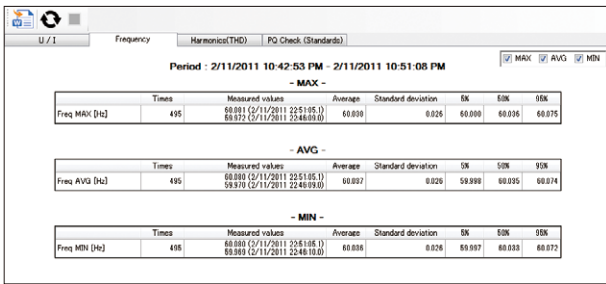 U / I Frequency Harmonics(THD) PQ Check (Standards)
MAX AVG MIN
Period : 2/11/2011 10:42:53 PM - 2/11/2011 10:51:08 PM
- MAX -
Times Measured values Average Standard deviation 5% 50% 95%
Freq MAX [Hz] 495 60.081 (2/11/2011 22:51:05.1) 60.038 0.026 60.000 60.036 60.075
59.972 (2/11/2011 22:46:09.0)
- AVG -
Times Measured values Average Standard deviation 5% 50% 95%
Freq AVG [Hz] 495 60.080 (2/11/2011 22:51:05.1) 60.037 0.026 59.998 60.035 60.074
59.970 (2/11/2011 22:46:09.0)
- MIN -
Times Measured values Average Standard deviation 5% 50% 95%
Freq MIN [Hz] 495 60.080 (2/11/2011 22:51:05.1) 60.036 0.026 59.997 60.033 60.072
59.969 (2/11/2011 22:46:10.0)